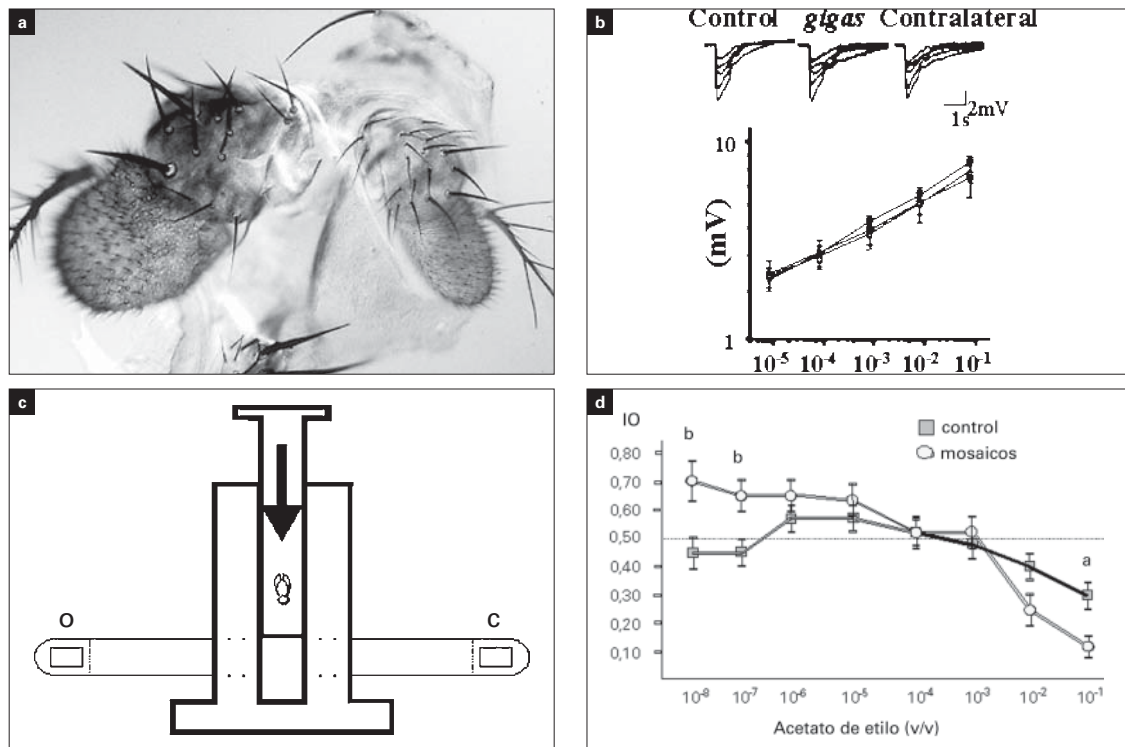 a
b
Control gigas Contralateral
1s 2mV
10
(mV)
1
10-5 10-4 10-3 10-2 10-1
c
O C
d
IO
control
mosaicos
b
b
a
0,80
0,70
0,60
0,50
0,40
0,30
0,20
0,10
10-8 10-7 10-6 10-5 10-4 10-3 10-2 10-1
Acetato de etilo (v/v)